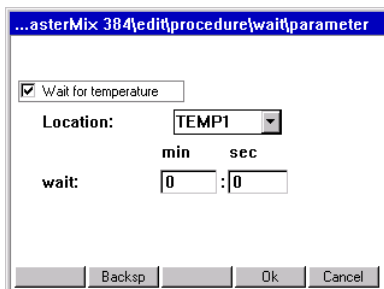 ...asterMix 384\edit\procedure\wait\parameter
Wait for temperature
Location: TEMP1
min sec
wait: 0 : 0
Backsp Ok Cancel